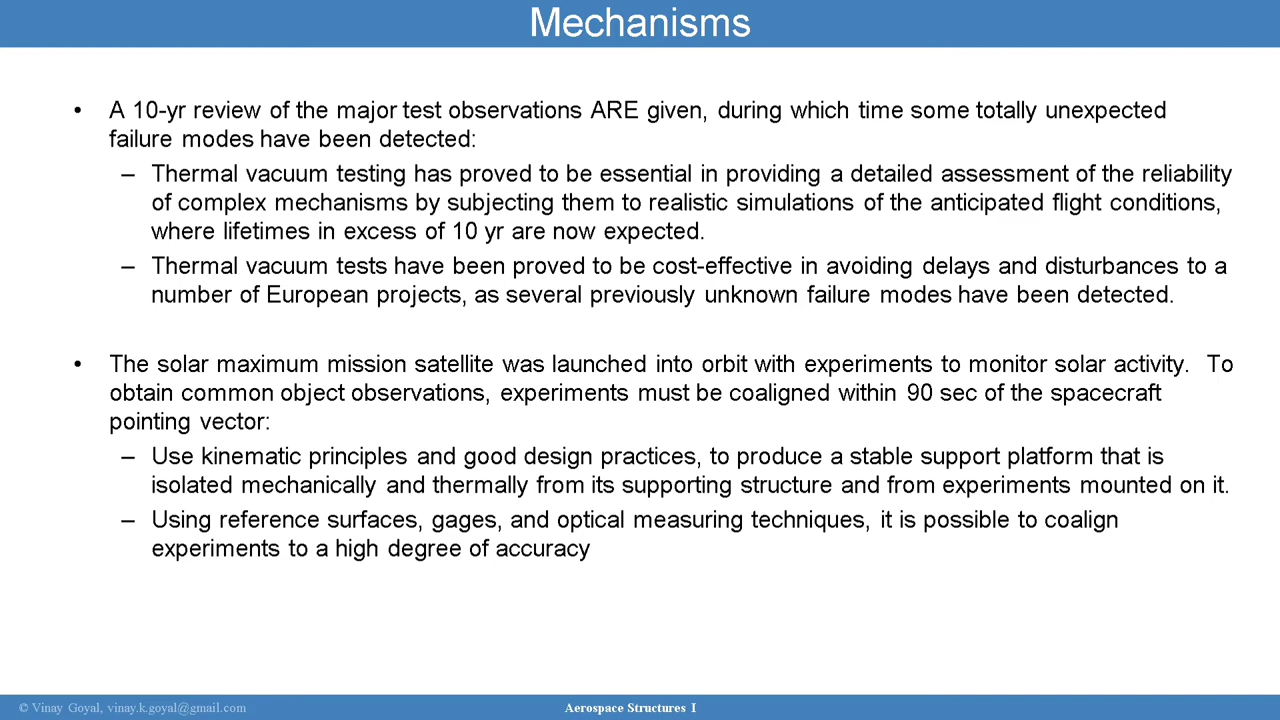 Mechanisms
• A 10-yr review of the major test observations ARE given, during which time some totally unexpected
failure modes have been detected:
– Thermal vacuum testing has proved to be essential in providing a detailed assessment of the reliability
of complex mechanisms by subjecting them to realistic simulations of the anticipated flight conditions,
where lifetimes in excess of 10 yr are now expected.
– Thermal vacuum tests have been proved to be cost-effective in avoiding delays and disturbances to a
number of European projects, as several previously unknown failure modes have been detected.
• The solar maximum mission satellite was launched into orbit with experiments to monitor solar activity. To
obtain common object observations, experiments must be coaligned within 90 sec of the spacecraft
pointing vector:
– Use kinematic principles and good design practices, to produce a stable support platform that is
isolated mechanically and thermally from its supporting structure and from experiments mounted on it.
– Using reference surfaces, gages, and optical measuring techniques, it is possible to coalign
experiments to a high degree of accuracy
© Vinay Goyal, vinay.k.goyal@gmail.com
Aerospace Structures I